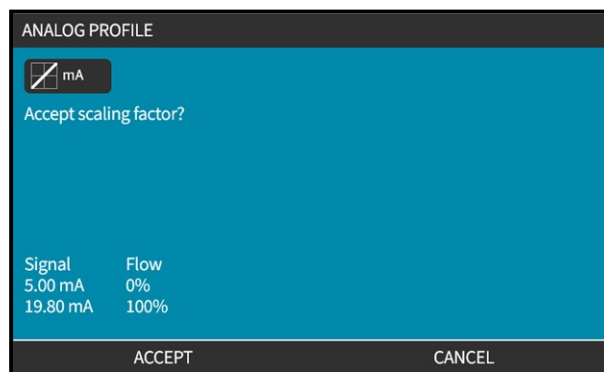 ANALOG PROFILE
mA
Accept scaling factor?
Signal Flow
5.00 mA 0%
19.80 mA 100%
ACCEPT CANCEL